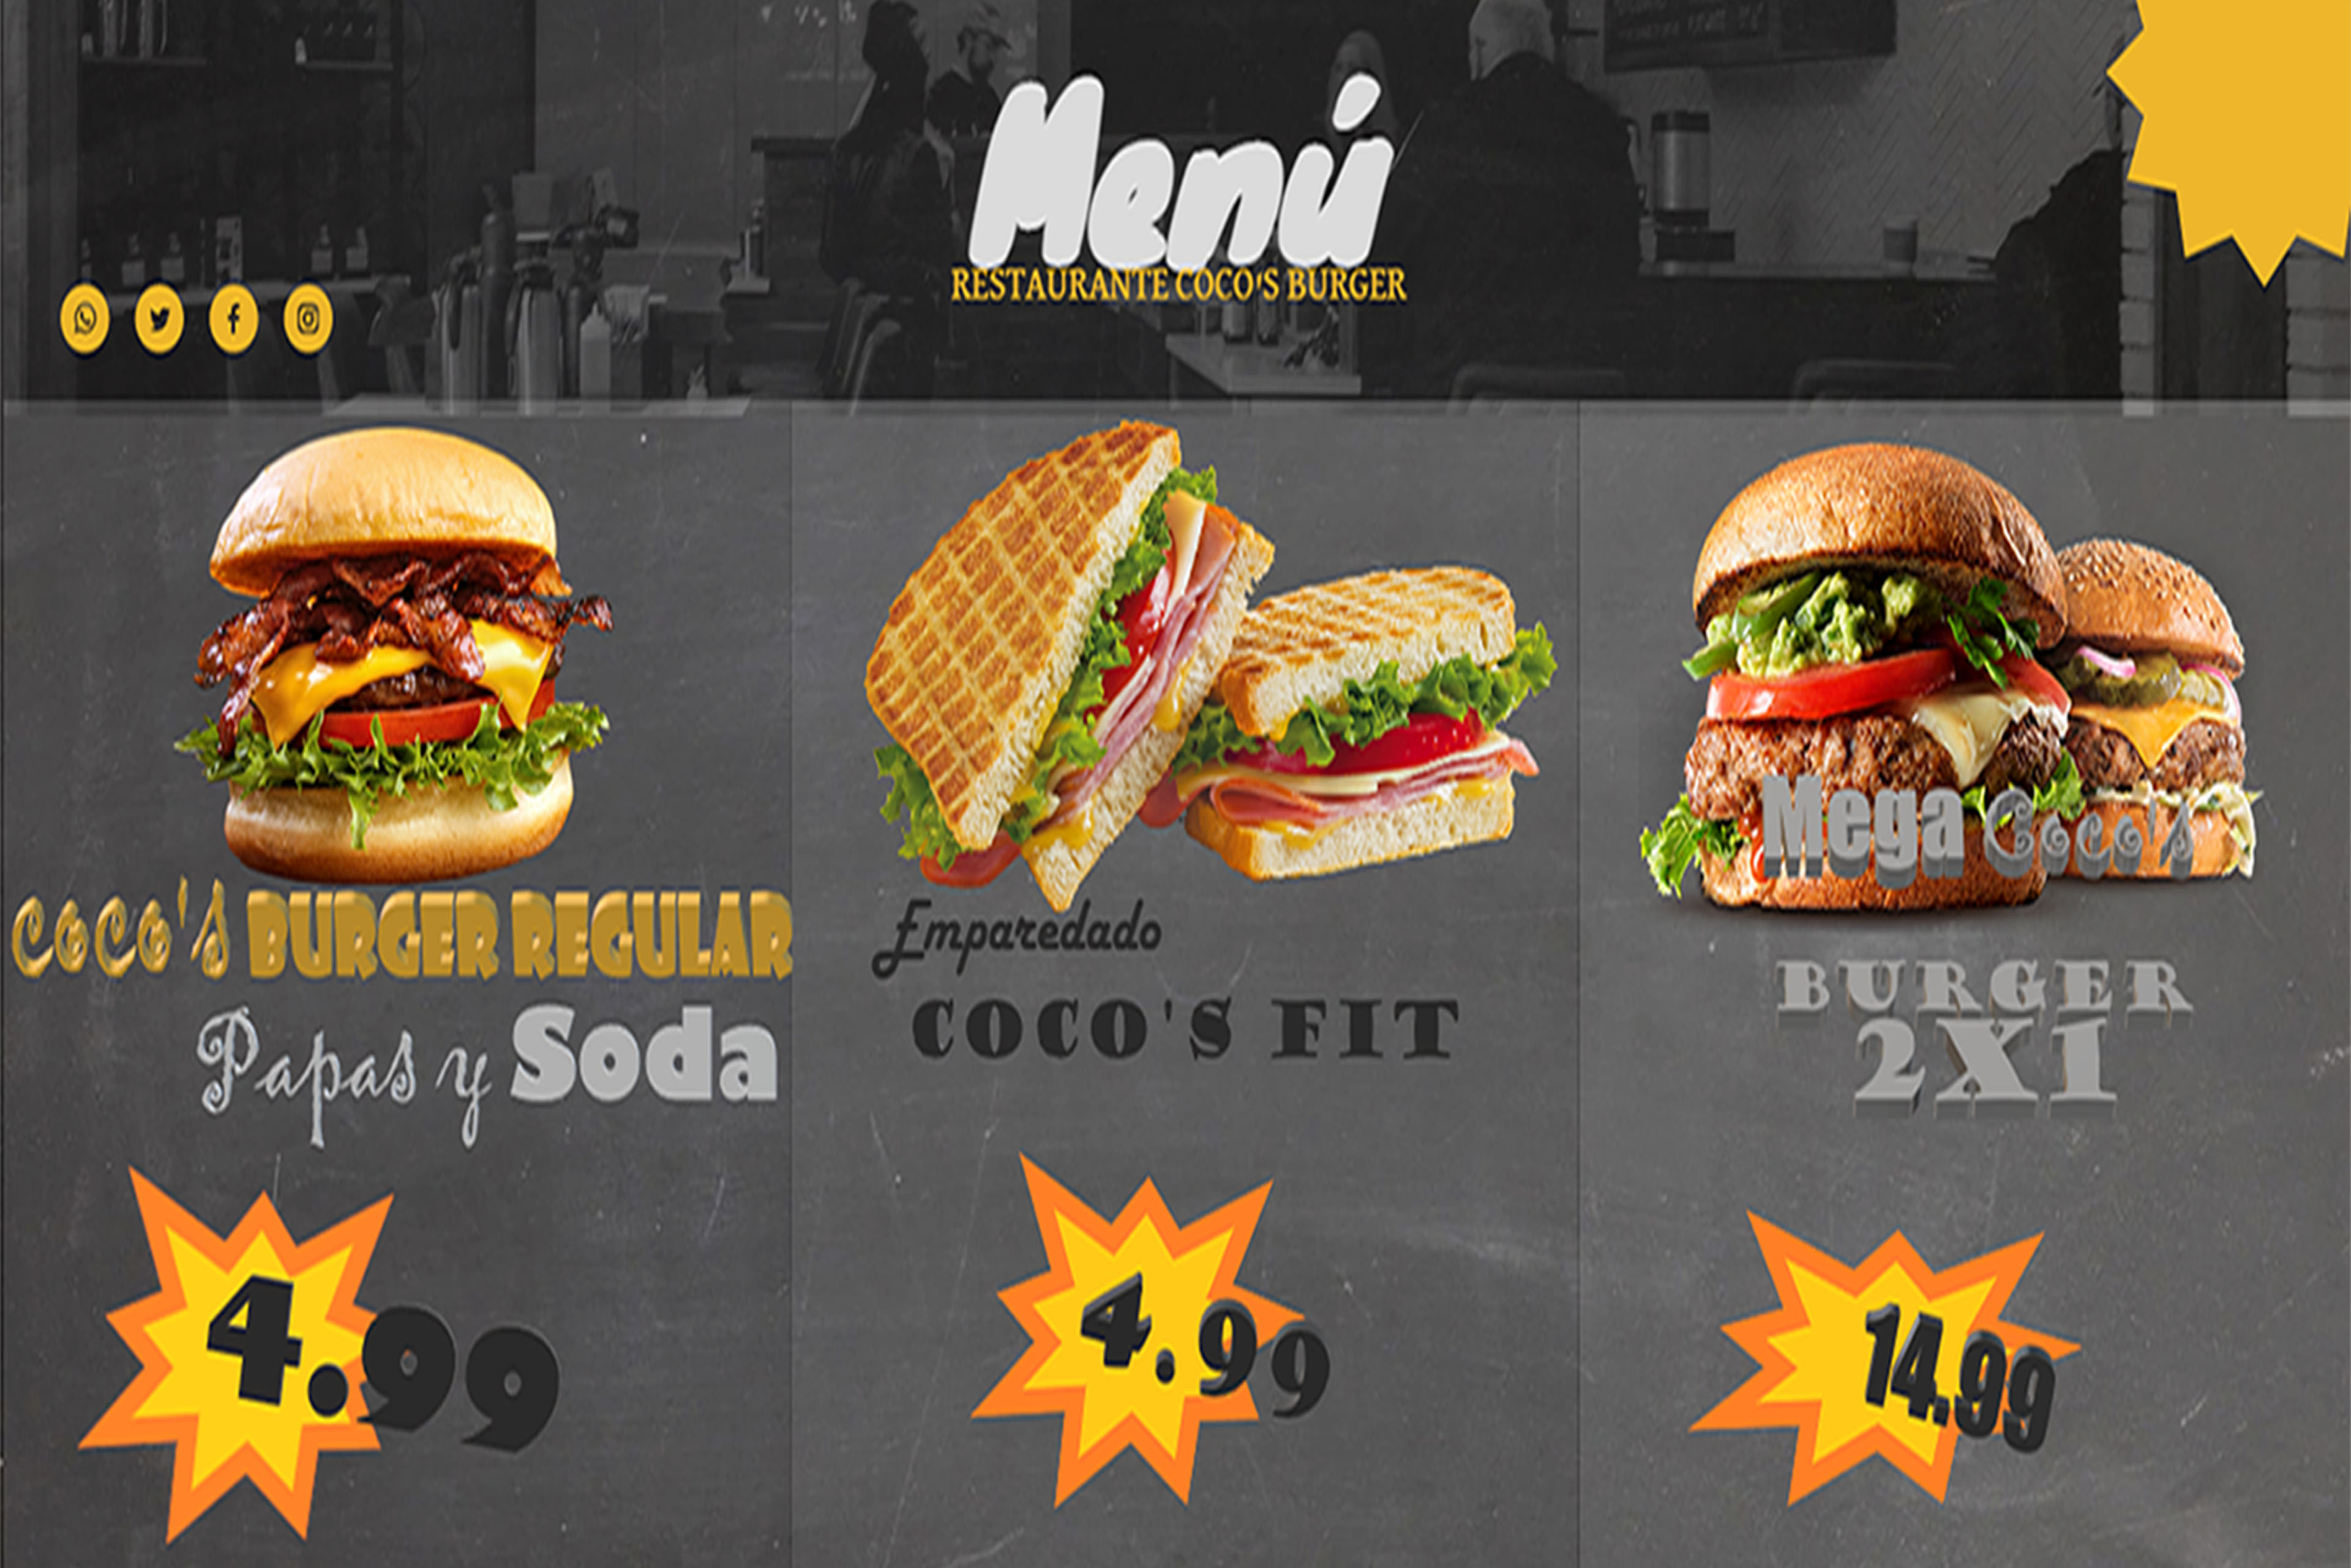 Menú
RESTAURANTE COCO'S BURGER
COCO'S BURGER REGULAR
Papas y Soda
4.99
Emparedado
COCO'S FIT
4.99
Mega Coco's
BURGER
2X1
14.99